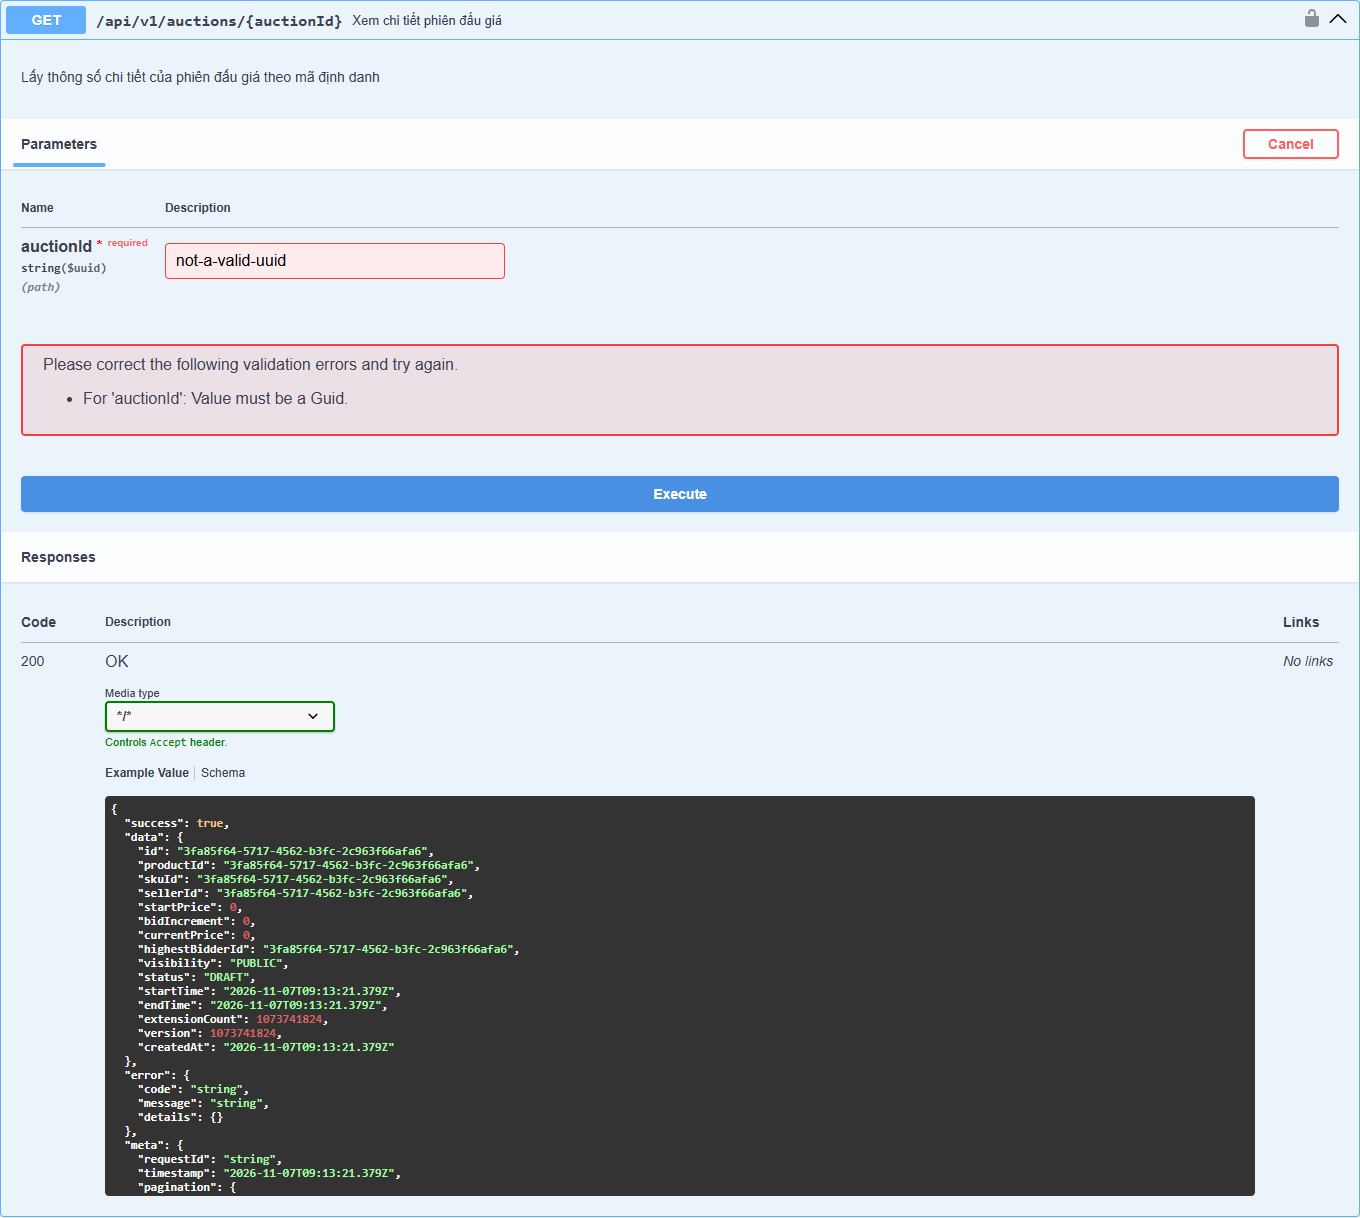 GET /api/v1/auctions/{auctionId} Xem chi tiết phiên đấu giá
Lấy thông số chi tiết của phiên đấu giá theo mã định danh
Parameters
Cancel
Name Description
auctionId * required
string($uuid)
(path)
not-a-valid-uuid
Please correct the following validation errors and try again.
• For 'auctionId': Value must be a Guid.
Execute
Responses
Code Description Links
200 OK No links
Media type
*/*
Controls Accept header.
Example Value Schema
{
  "success": true,
  "data": {
    "id": "3fa85f64-5717-4562-b3fc-2c963f66afa6",
    "productId": "3fa85f64-5717-4562-b3fc-2c963f66afa6",
    "skuId": "3fa85f64-5717-4562-b3fc-2c963f66afa6",
    "sellerId": "3fa85f64-5717-4562-b3fc-2c963f66afa6",
    "startPrice": 0,
    "bidIncrement": 0,
    "currentPrice": 0,
    "highestBidderId": "3fa85f64-5717-4562-b3fc-2c963f66afa6",
    "visibility": "PUBLIC",
    "status": "DRAFT",
    "startTime": "2026-11-07T09:13:21.379Z",
    "endTime": "2026-11-07T09:13:21.379Z",
    "extensionCount": 1073741824,
    "version": 1073741824,
    "createdAt": "2026-11-07T09:13:21.379Z"
  },
  "error": {
    "code": "string",
    "message": "string",
    "details": {}
  },
  "meta": {
    "requestId": "string",
    "timestamp": "2026-11-07T09:13:21.379Z",
    "pagination": {